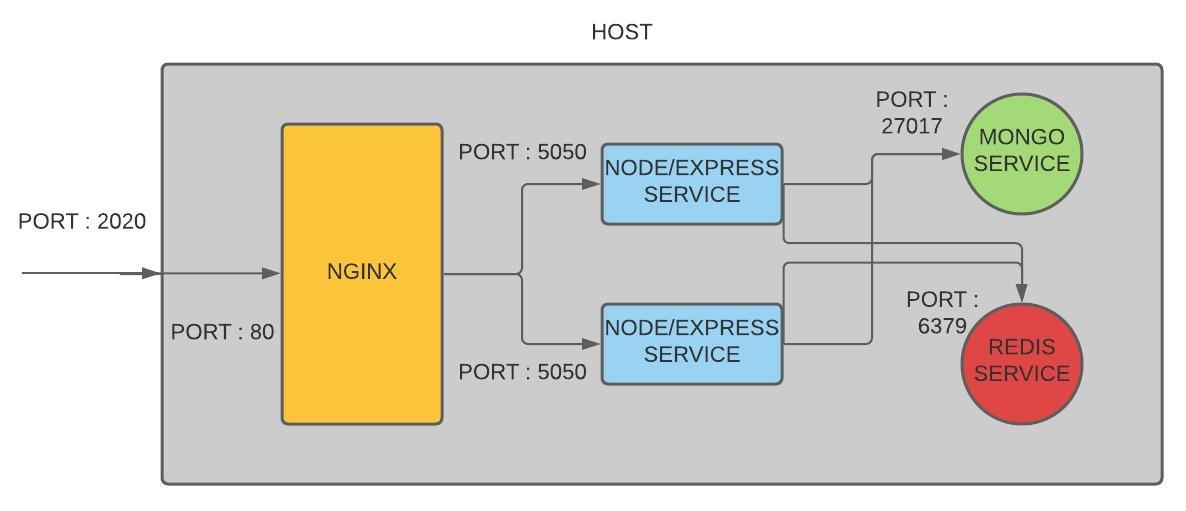 HOST
PORT : 2020
PORT : 80
NGINX
PORT : 5050
NODE/EXPRESS
SERVICE
PORT : 5050
NODE/EXPRESS
SERVICE
PORT :
27017
MONGO
SERVICE
PORT :
6379
REDIS
SERVICE